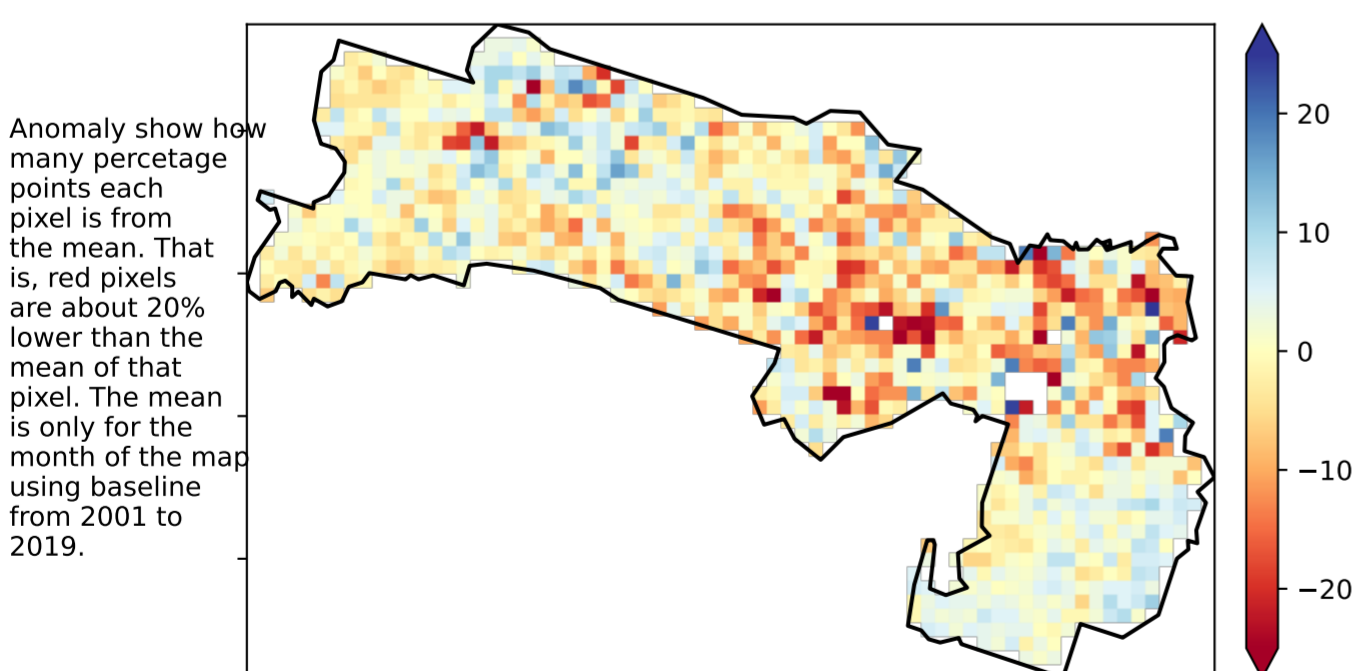 Anomaly show how
many percetage
points each
pixel is from
the mean. That
is, red pixels
are about 20%
lower than the
mean of that
pixel. The mean
is only for the
month of the map
using baseline
from 2001 to
2019.
20
10
0
−10
−20